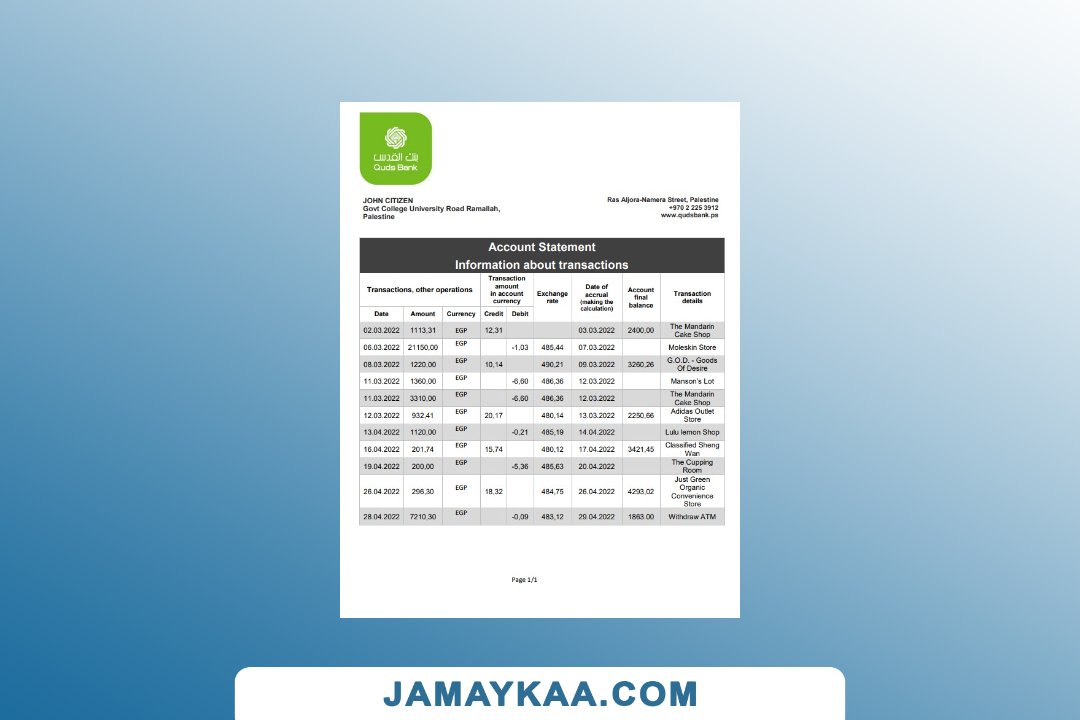 بنك القدس
Quds Bank
JOHN CITIZEN
Govt College University Road Ramallah,
Palestine
Ras Aljora-Namera Street, Palestine
+970 2 225 3912
www.qudsbank.ps
Account Statement
Information about transactions
Transactions, other operations
Transaction
amount
in account
currency
Exchange
rate
Date of
accrual
(making the
calculation)
Account
final
balance
Transaction
details
Date Amount Currency Credit Debit
02.03.2022 1113,31 EGP 12,31 03.03.2022 2400,00 The Mandarin
Cake Shop
06.03.2022 21150,00 EGP -1,03 485,44 07.03.2022 Moleskin Store
08.03.2022 1220,00 EGP 10,14 490,21 09.03.2022 3260,26 G.O.D. - Goods
Of Desire
11.03.2022 1360,00 EGP -6,60 486,36 12.03.2022 Manson's Lot
11.03.2022 3310,00 EGP -6,60 486,36 12.03.2022 The Mandarin
Cake Shop
12.03.2022 932.41 EGP 20,17 480,14 13.03.2022 2250,66 Adidas Outlet
Store
13.04.2022 1120,00 EGP -0,21 485,19 14.04.2022 Lulu lemon Shop
16.04.2022 201,74 EGP 15,74 480,12 17.04.2022 3421,45 Classified Sheng
Wan
19.04.2022 200,00 EGP -5,36 485,63 20.04.2022 The Cupping
Room
26.04.2022 296,30 EGP 18,32 484,75 26.04.2022 4293,02 Just Green
Organic
Convenience
Store
28.04.2022 7210,30 EGP -0,09 483,12 29.04.2022 1863.00 Withdraw ATM
Page 1/1
JAMAYKAA.COM